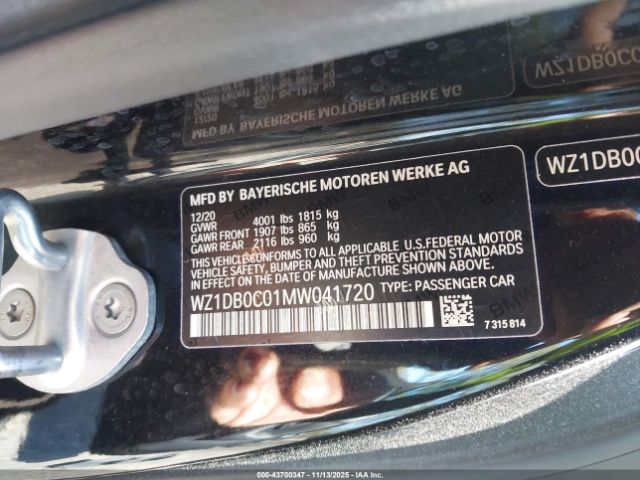 MFD BY BAYERISCHE MOTOREN WERKE AG
12/20
GVWR 4001 lbs 1815 kg
GAWR FRONT 1907 lbs 865 kg
GAWR REAR 2116 lbs 960 kg
THIS VEHICLE CONFORMS TO ALL APPLICABLE U.S.FEDERAL MOTOR
VEHICLE SAFETY, BUMPER AND THEFT PREVENTION STANDARDS
IN EFFECT ON THE DATE OF MANUFACTURE SHOWN ABOVE.
WZ1DB0C01MW041720 TYPE: PASSENGER CAR
7 315 814
WZ1DB0C
00 - 43700347 - 11/13/2025 - IAAI.COM